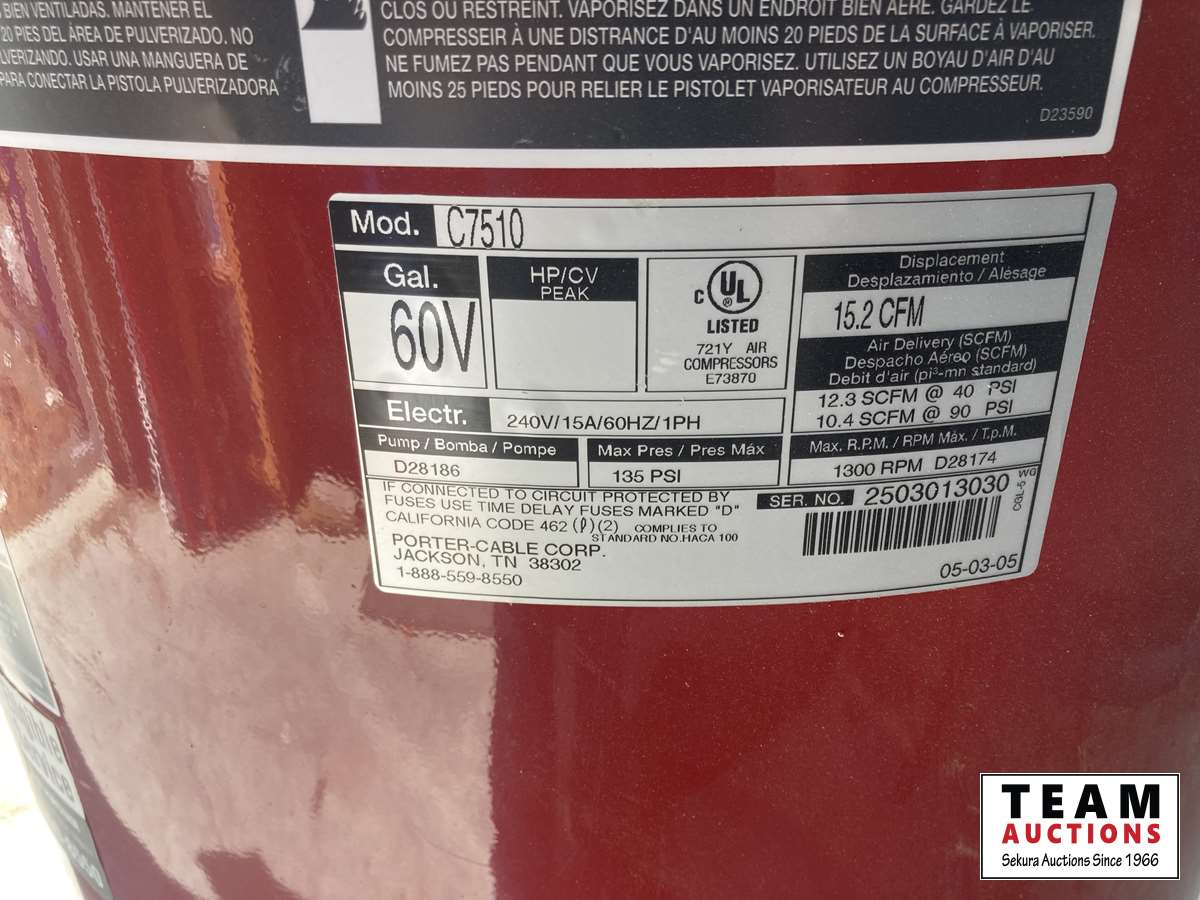 BIEN VENTILADAS. MANTENER EL
20 PIES DEL ÁREA DE PULVERIZADO. NO
USAR UNA MANGUERA DE
PARA CONECTAR LA PISTOLA PULVERIZADORA
CLOS OU RESTREINT. VAPORISEZ DANS UN ENDROIT BIEN AÉRÉ. GARDEZ LE
COMPRESSEIR À UNE DISTANCE D'AU MOINS 20 PIEDS DE LA SURFACE À VAPORISER.
NE FUMEZ PAS PENDANT QUE VOUS VAPORISEZ. UTILISEZ UN BOYAU D'AIR D'AU
MOINS 25 PIEDS POUR RELIER LE PISTOLET VAPORISATEUR AU COMPRESSEUR.
D23590
Mod. C7510
Gal.
60V
HP/CV
PEAK
C UL ®
LISTED
721Y AIR
COMPRESSORS
E73870
Displacement
Desplazamiento / Alésage
15.2 CFM
Air Delivery (SCFM)
Despacho Aéreo (SCFM)
Debit d'air (pi³-mn standard)
12.3 SCFM @ 40 PSI
10.4 SCFM @ 90 PSI
Electr. 240V/15A/60HZ/1PH
Pump / Bomba / Pompe
D28186
Max Pres / Pres Máx
135 PSI
Max. R.P.M. / RPM Máx. / T.p.M.
1300 RPM D28174
IF CONNECTED TO CIRCUIT PROTECTED BY
FUSES USE TIME DELAY FUSES MARKED "D"
CALIFORNIA CODE 462 (l)(2) COMPLIES TO
STANDARD NO.HACA 100
PORTER-CABLE CORP.
JACKSON, TN 38302
1-888-559-8550
SER. NO. 2503013030
CGL-5 WG
05-03-05
TEAM
AUCTIONS
Sekura Auctions Since 1966